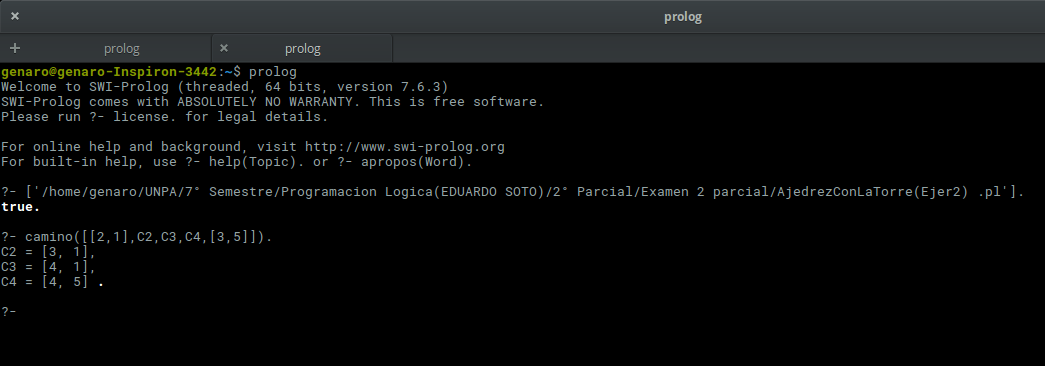 × prolog
+ prolog × prolog
genaro@genaro-Inspiron-3442:~$ prolog
Welcome to SWI-Prolog (threaded, 64 bits, version 7.6.3)
SWI-Prolog comes with ABSOLUTELY NO WARRANTY. This is free software.
Please run ?- license. for legal details.
For online help and background, visit http://www.swi-prolog.org
For built-in help, use ?- help(Topic). or ?- apropos(Word).
?- ['/home/genaro/UNPA/7° Semestre/Programacion Logica(EDUARDO SOTO)/2° Parcial/Examen 2 parcial/AjedrezConLaTorre(Ejer2) .pl'].
true.
?- camino([[2,1],C2,C3,C4,[3,5]]).
C2 = [3, 1],
C3 = [4, 1],
C4 = [4, 5] .
?-